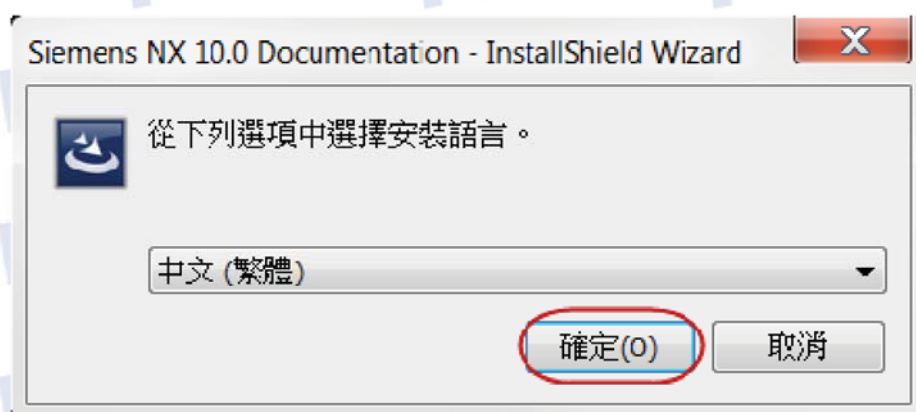 Siemens NX 10.0 Documentation - InstallShield Wizard
從下列選項中選擇安裝語言。
中文 (繁體)
確定(O) 取消